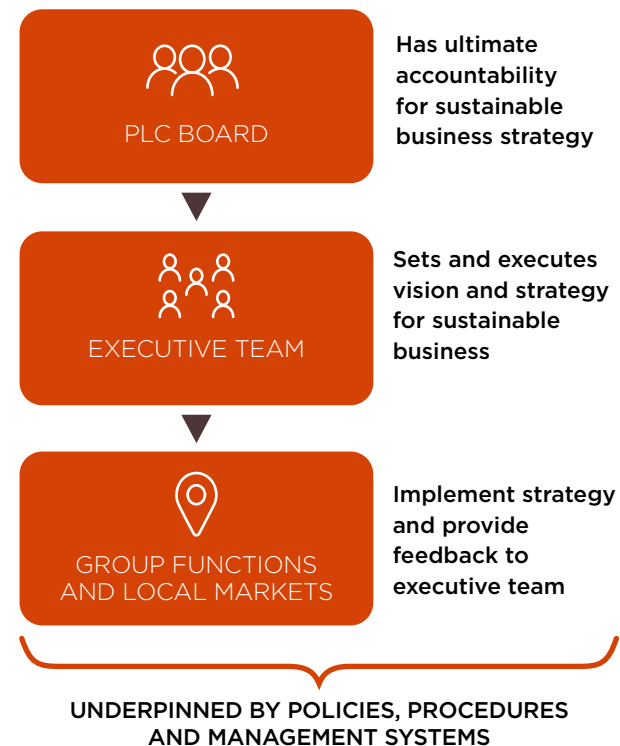 PLC BOARD
Has ultimate
accountability
for sustainable
business strategy
EXECUTIVE TEAM
Sets and executes
vision and strategy
for sustainable
business
GROUP FUNCTIONS
AND LOCAL MARKETS
Implement strategy
and provide
feedback to
executive team
UNDERPINNED BY POLICIES, PROCEDURES
AND MANAGEMENT SYSTEMS